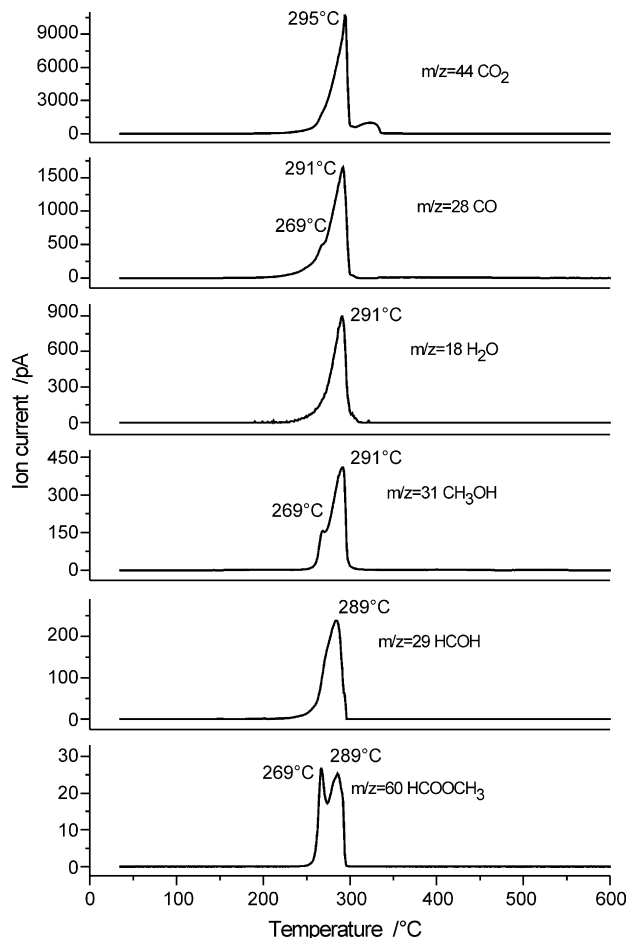 9000
6000
3000
0
295°C
m/z=44 CO2
1500
1000
500
0
291°C
269°C
m/z=28 CO
900
600
300
0
291°C
m/z=18 H2O
450
300
150
0
291°C
269°C
m/z=31 CH3OH
200
100
0
289°C
m/z=29 HCOH
30
20
10
0
289°C
269°C
m/z=60 HCOOCH3
0 100 200 300 400 500 600
Temperature /°C
Ion current /pA